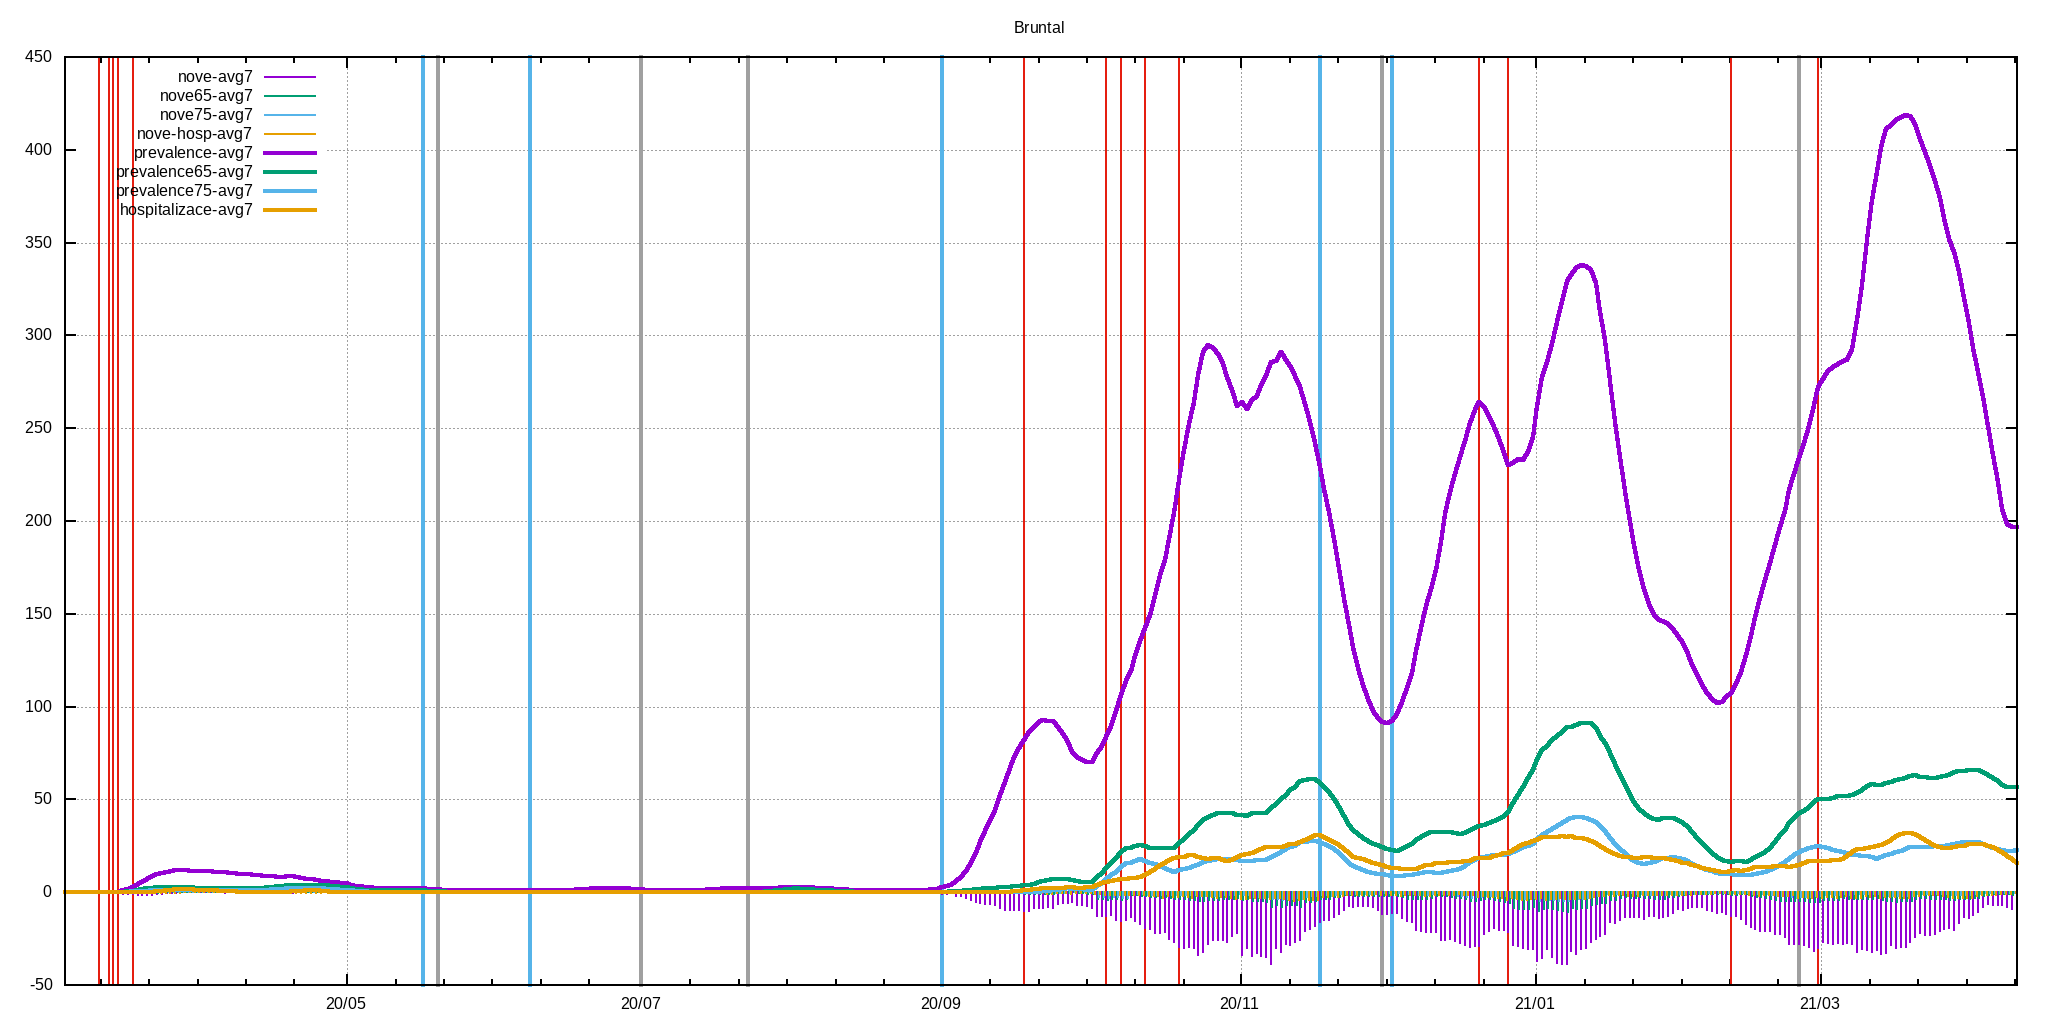 Bruntal
450
400
350
300
250
200
150
100
50
0
-50
nove-avg7
nove65-avg7
nove75-avg7
nove-hosp-avg7
prevalence-avg7
prevalence65-avg7
prevalence75-avg7
hospitalizace-avg7
20/05 20/07 20/09 20/11 21/01 21/03